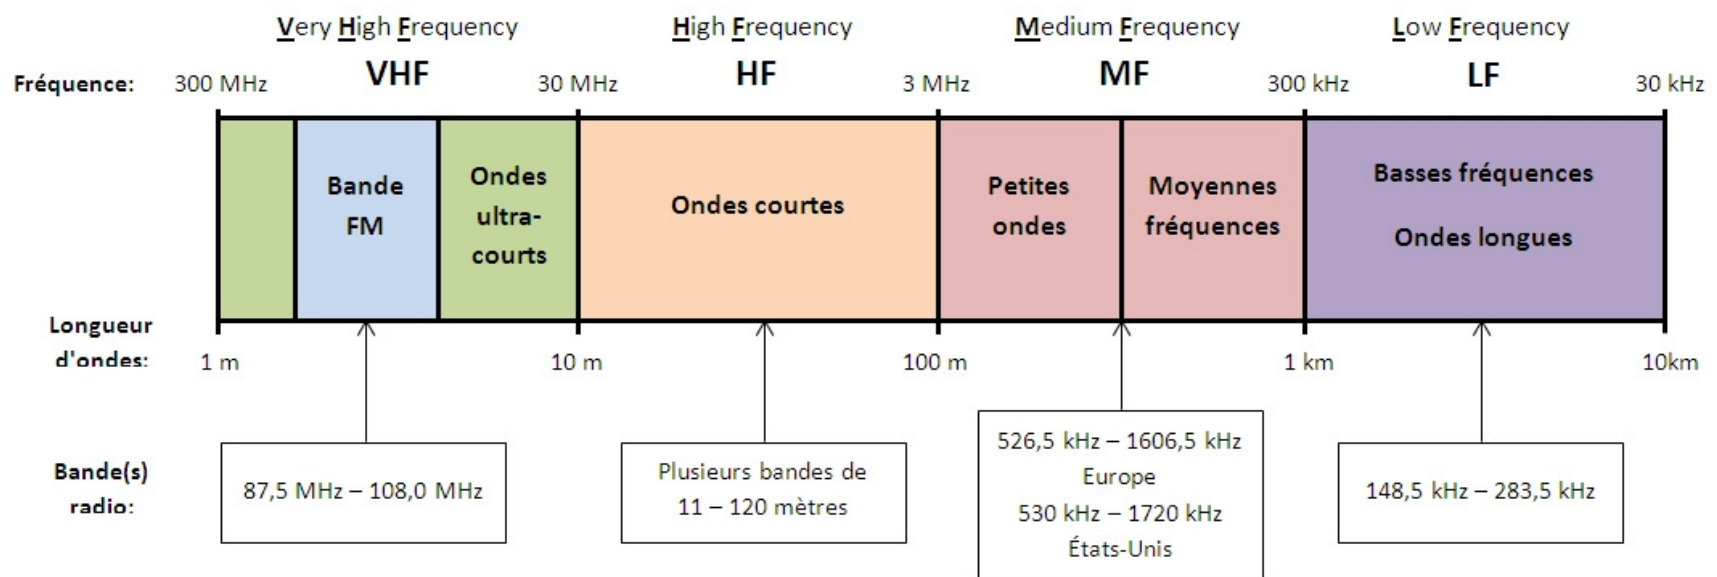 Very High Frequency High Frequency Medium Frequency Low Frequency
Fréquence: 300 MHz VHF 30 MHz HF 3 MHz MF 300 kHz LF 30 kHz
Bande
FM
Ondes
ultra-
courts
Ondes courtes
Petites
ondes
Moyennes
fréquences
Basses fréquences
Ondes longues
Longueur
d'ondes:
1 m 10 m 100 m 1 km 10km
Bande(s)
radio:
87,5 MHz – 108,0 MHz
Plusieurs bandes de
11 – 120 mètres
526,5 kHz – 1606,5 kHz
Europe
530 kHz – 1720 kHz
États-Unis
148,5 kHz – 283,5 kHz